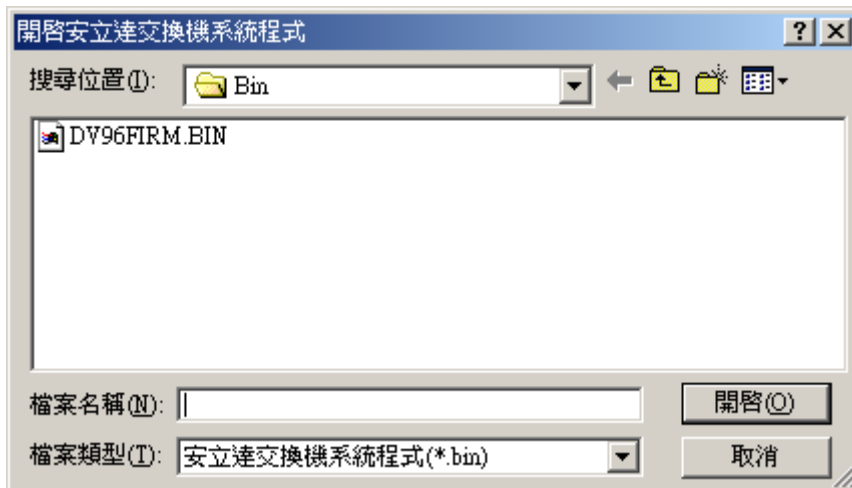 開啓安立達交換機系統程式
搜尋位置(I): Bin
DV96FIRM.BIN
檔案名稱(N): 開啓(O)
檔案類型(T): 安立達交換機系統程式(*.bin) 取消